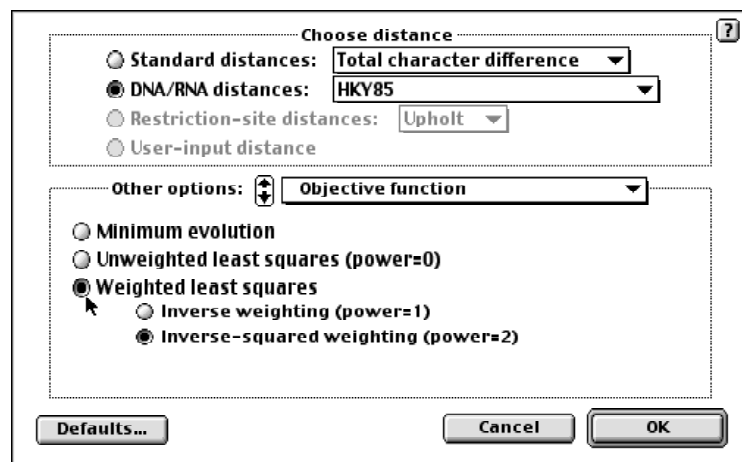 Choose distance
?
Standard distances: Total character difference
DNA/RNA distances: HKY85
Restriction-site distances: Upholt
User-input distance
Other options: Objective function
Minimum evolution
Unweighted least squares (power=0)
Weighted least squares
Inverse weighting (power=1)
Inverse-squared weighting (power=2)
Defaults... Cancel OK